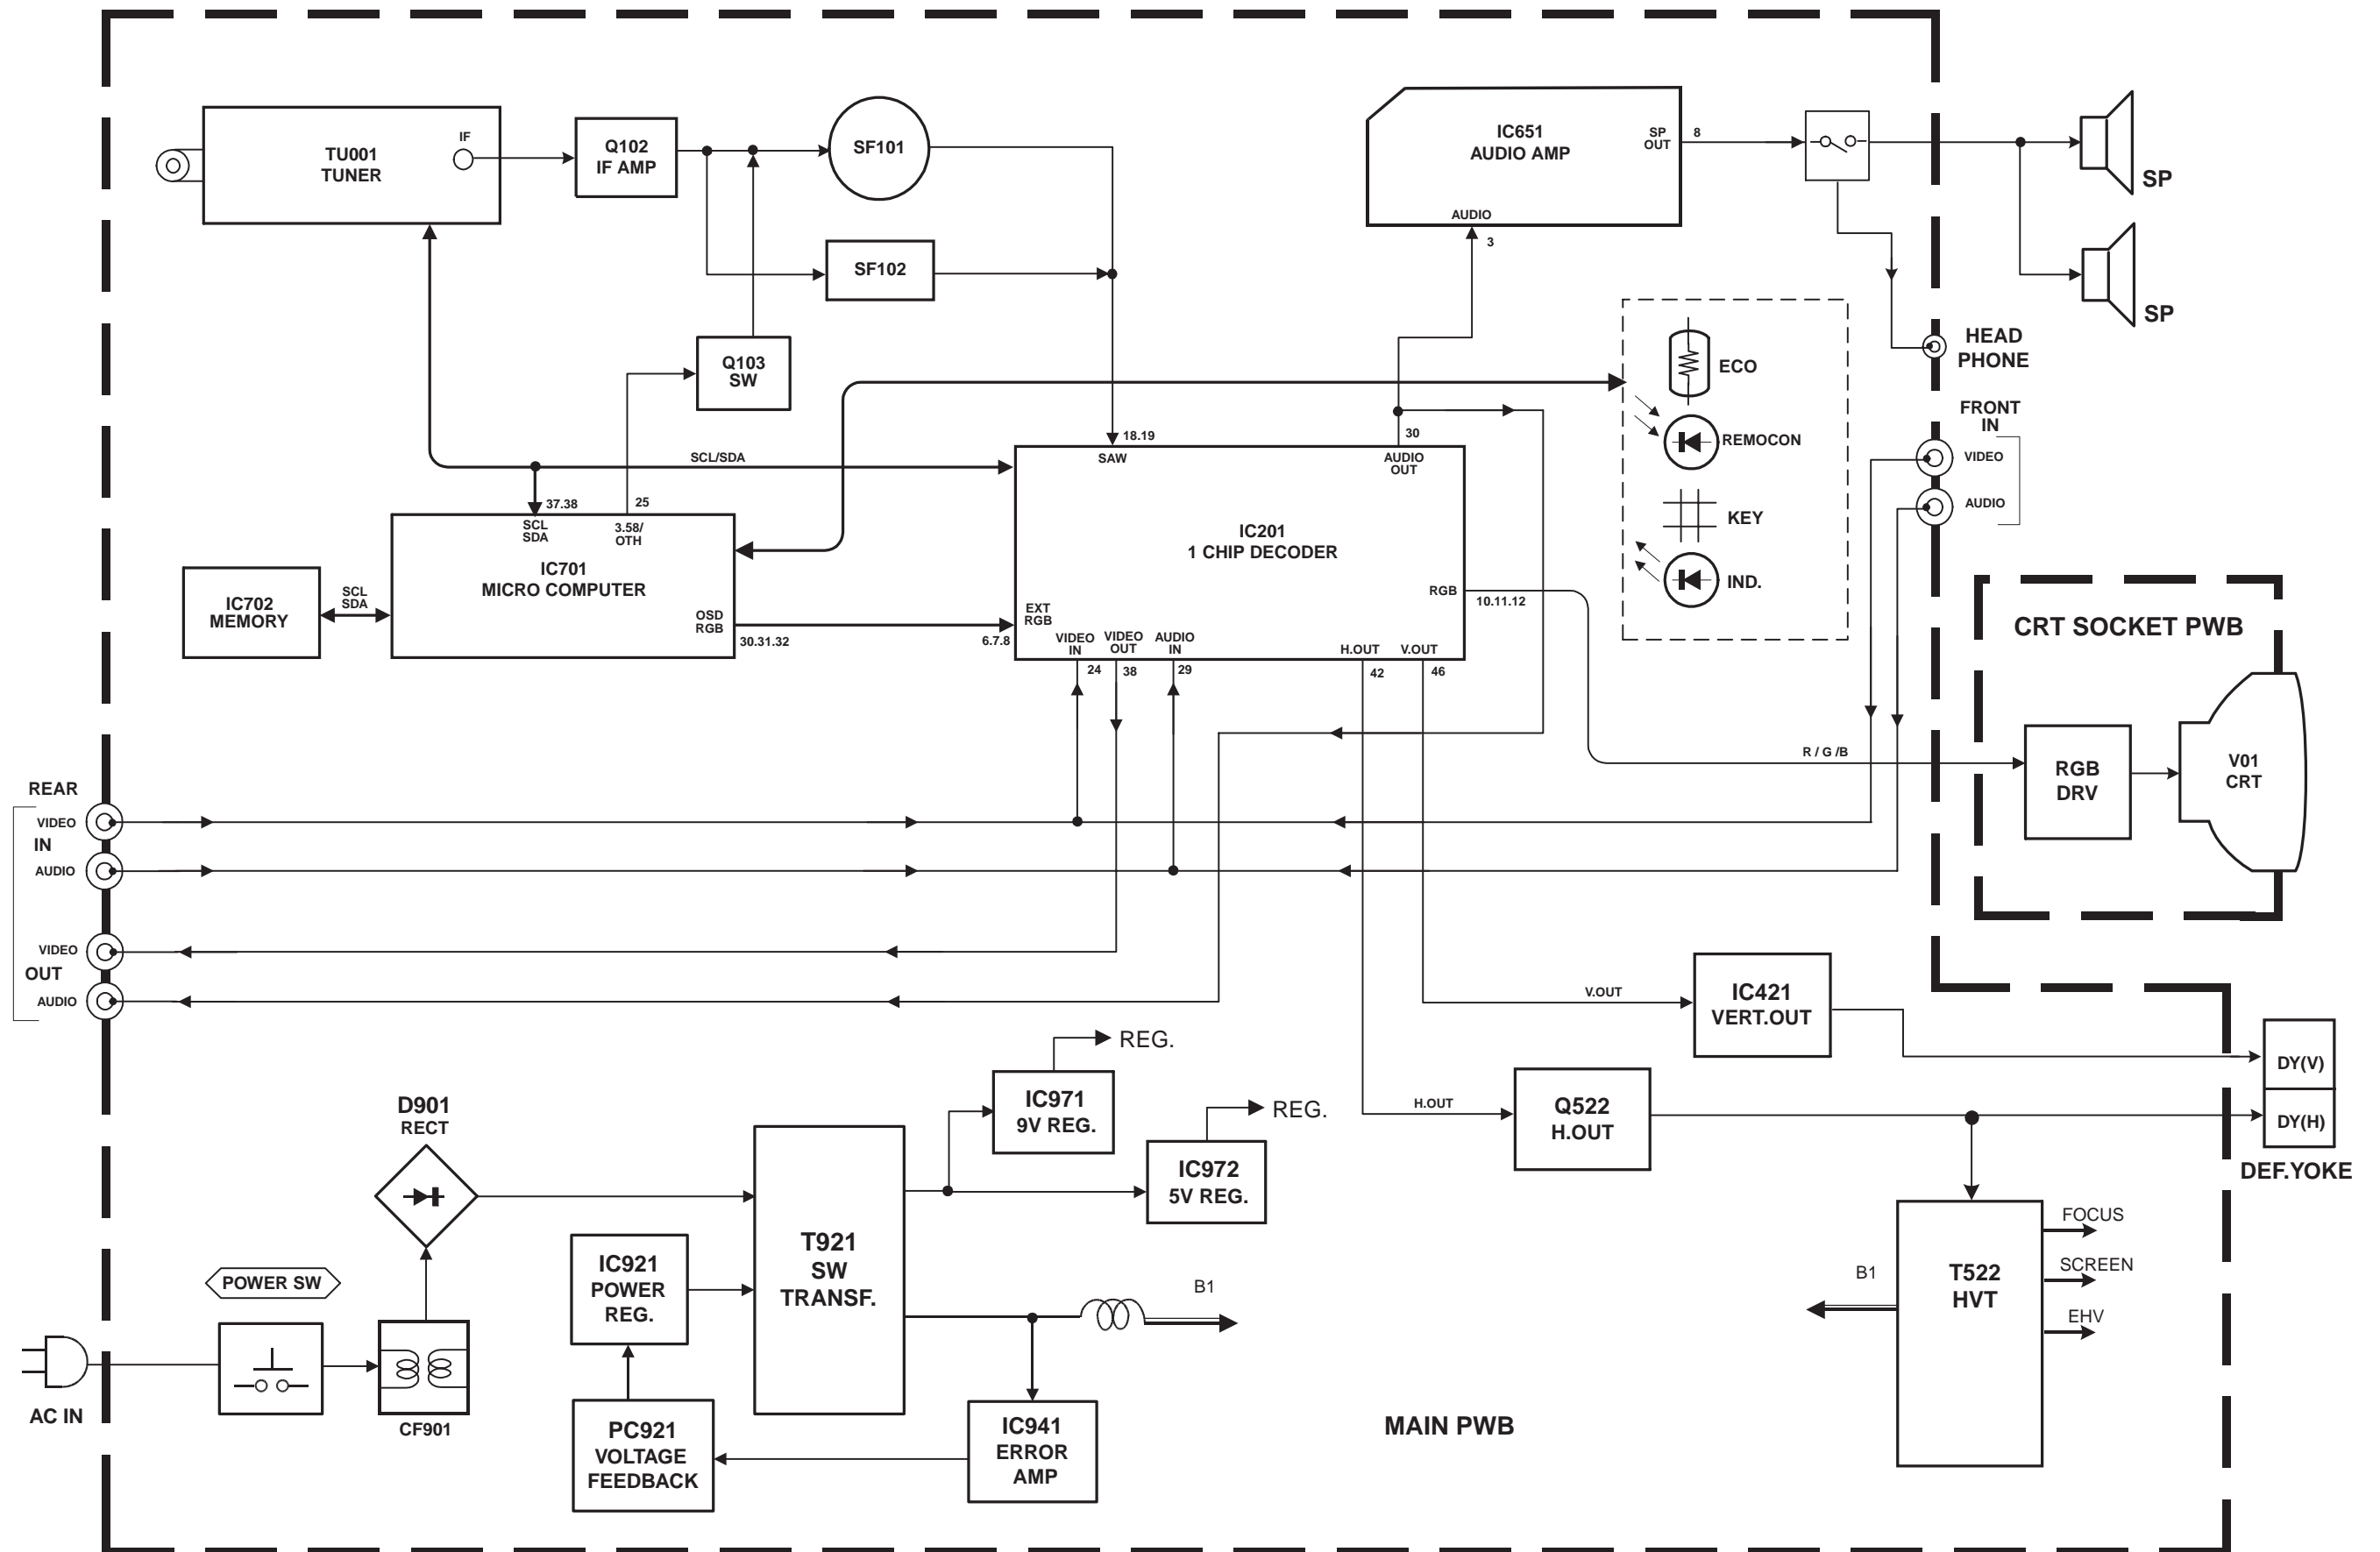 TU001
TUNER
IF
Q102
IF AMP
SF101
SF102
Q103
SW
IC651
AUDIO AMP
SP
OUT
8
AUDIO
3
SP
SP
HEAD
PHONE
FRONT
IN
VIDEO
AUDIO
ECO
REMOCON
KEY
IND.
SCL/SDA
37.38
25
SCL
SDA
3.58/
OTH
IC701
MICRO COMPUTER
OSD
RGB
30.31.32
IC702
MEMORY
SCL
SDA
18.19
SAW
30
AUDIO
OUT
IC201
1 CHIP DECODER
RGB
10.11.12
EXT
RGB
6.7.8
VIDEO
IN
24
VIDEO
OUT
38
AUDIO
IN
29
H.OUT
42
V.OUT
46
CRT SOCKET PWB
R / G /B
RGB
DRV
V01
CRT
REAR
VIDEO
IN
AUDIO
VIDEO
OUT
AUDIO
V.OUT
IC421
VERT.OUT
H.OUT
Q522
H.OUT
DY(V)
DY(H)
DEF.YOKE
REG.
IC971
9V REG.
REG.
IC972
5V REG.
D901
RECT
T921
SW
TRANSF.
IC921
POWER
REG.
POWER SW
AC IN
CF901
PC921
VOLTAGE
FEEDBACK
IC941
ERROR
AMP
B1
MAIN PWB
B1
T522
HVT
FOCUS
SCREEN
EHV